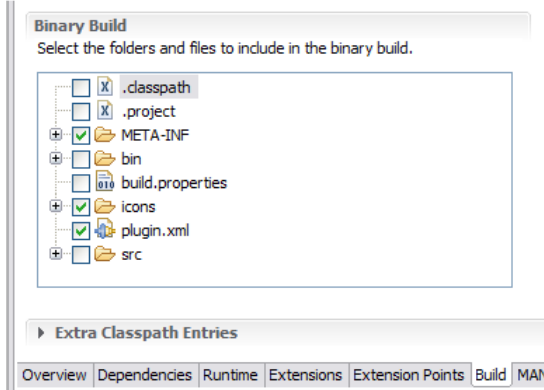 Binary Build
Select the folders and files to include in the binary build.
.classpath
.project
META-INF
bin
build.properties
icons
plugin.xml
src
Extra Classpath Entries
Overview Dependencies Runtime Extensions Extension Points Build MAN